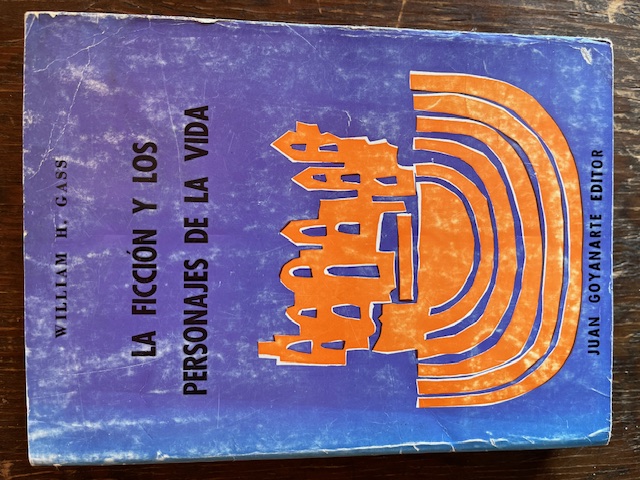 WILLIAM H. GASS
LA FICCIÓN Y LOS
PERSONAJES DE LA VIDA
JUAN GOYANARTE EDITOR